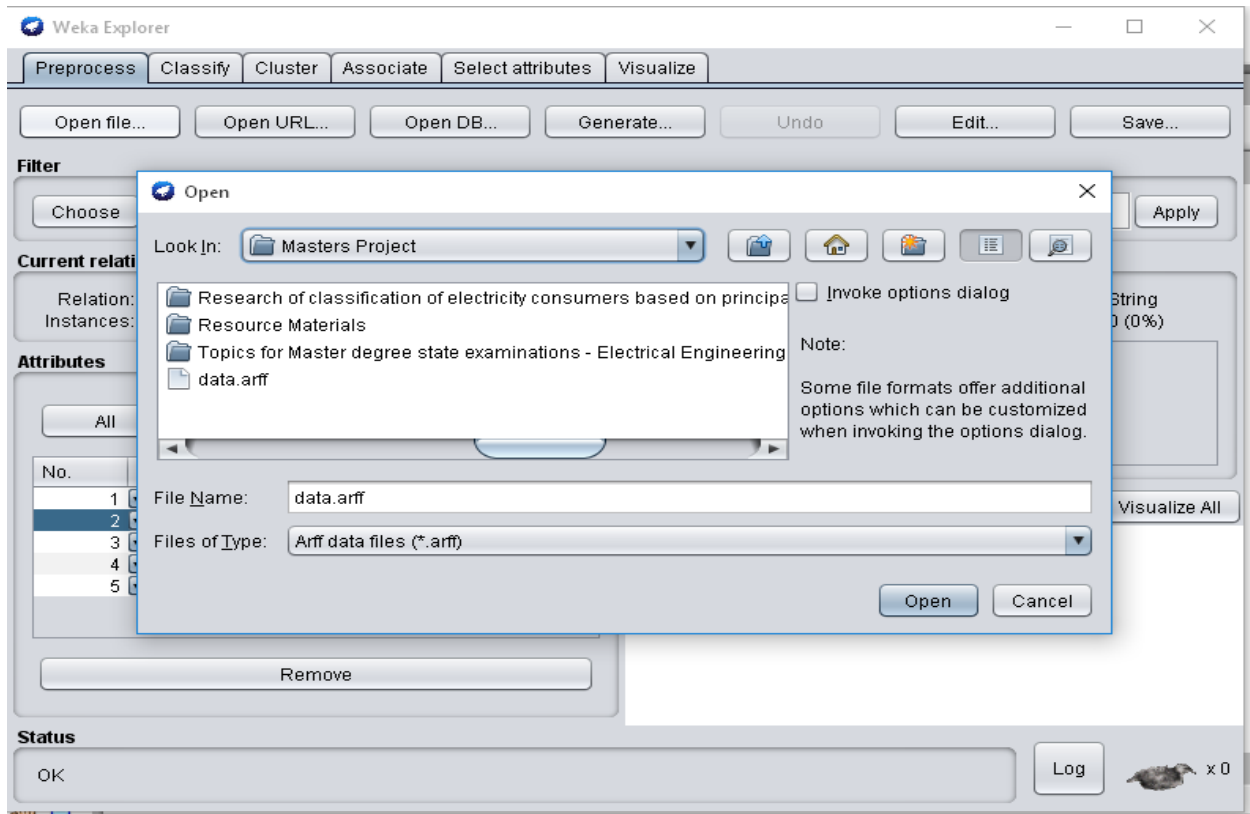 Weka Explorer
Preprocess Classify Cluster Associate Select attributes Visualize
Open file... Open URL... Open DB... Generate... Undo Edit... Save...
Filter
Choose Apply
Open
Look In: Masters Project
Current relati
Relation:
Instances:
String
0 (0%)
Research of classification of electricity consumers based on principa
Resource Materials
Topics for Master degree state examinations - Electrical Engineering
data.arff
Invoke options dialog
Note:
Some file formats offer additional
options which can be customized
when invoking the options dialog.
Attributes
All
No.
1
2
3
4
5
File Name: data.arff
Files of Type: Arff data files (*.arff)
Open Cancel
Visualize All
Remove
Status
OK
Log x 0